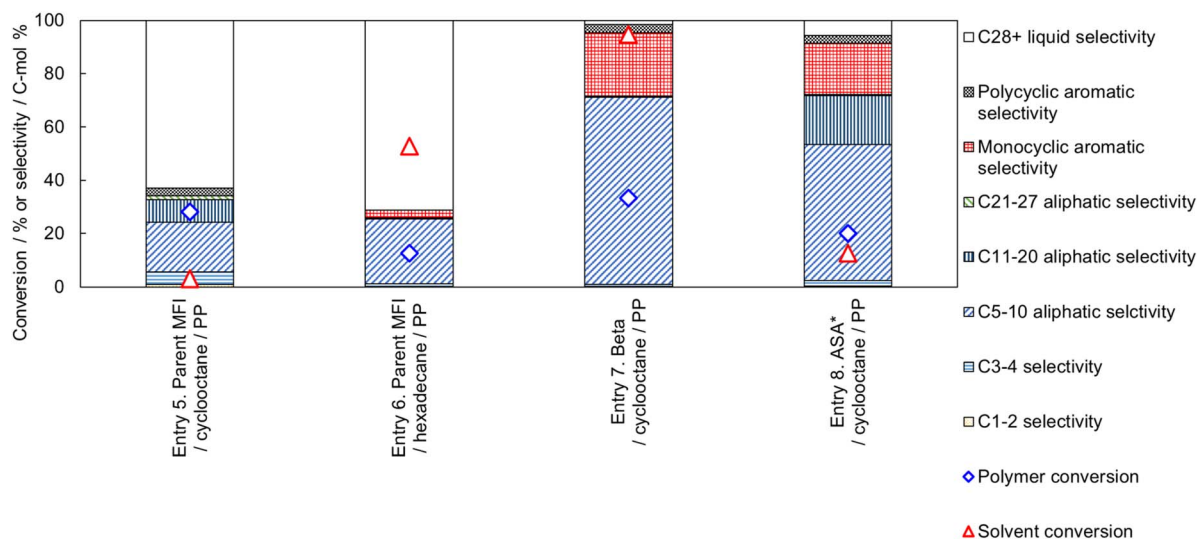 Conversion / % or selectivity / C-mol %
100
80
60
40
20
0
Entry 5. Parent MFI
/ cyclooctane / PP
Entry 6. Parent MFI
/ hexadecane / PP
Entry 7. Beta
/ cyclooctane / PP
Entry 8. ASA*
/ cyclooctane / PP
C28+ liquid selectivity
Polycyclic aromatic
selectivity
Monocyclic aromatic
selectivity
C21-27 aliphatic selectivity
C11-20 aliphatic selectivity
C5-10 aliphatic selctivity
C3-4 selectivity
C1-2 selectivity
Polymer conversion
Solvent conversion